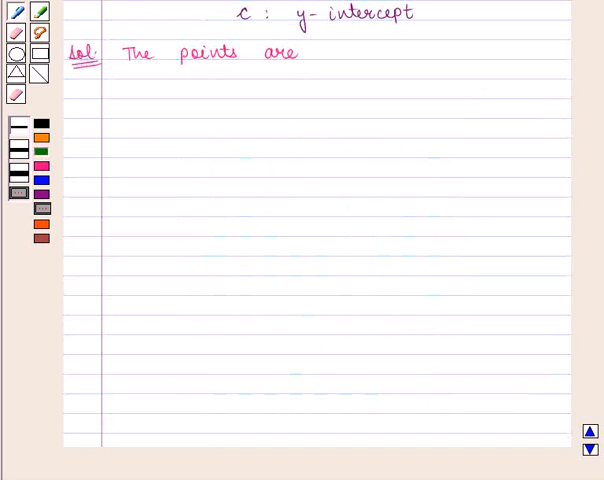 c : y-intercept
Sol: The points are